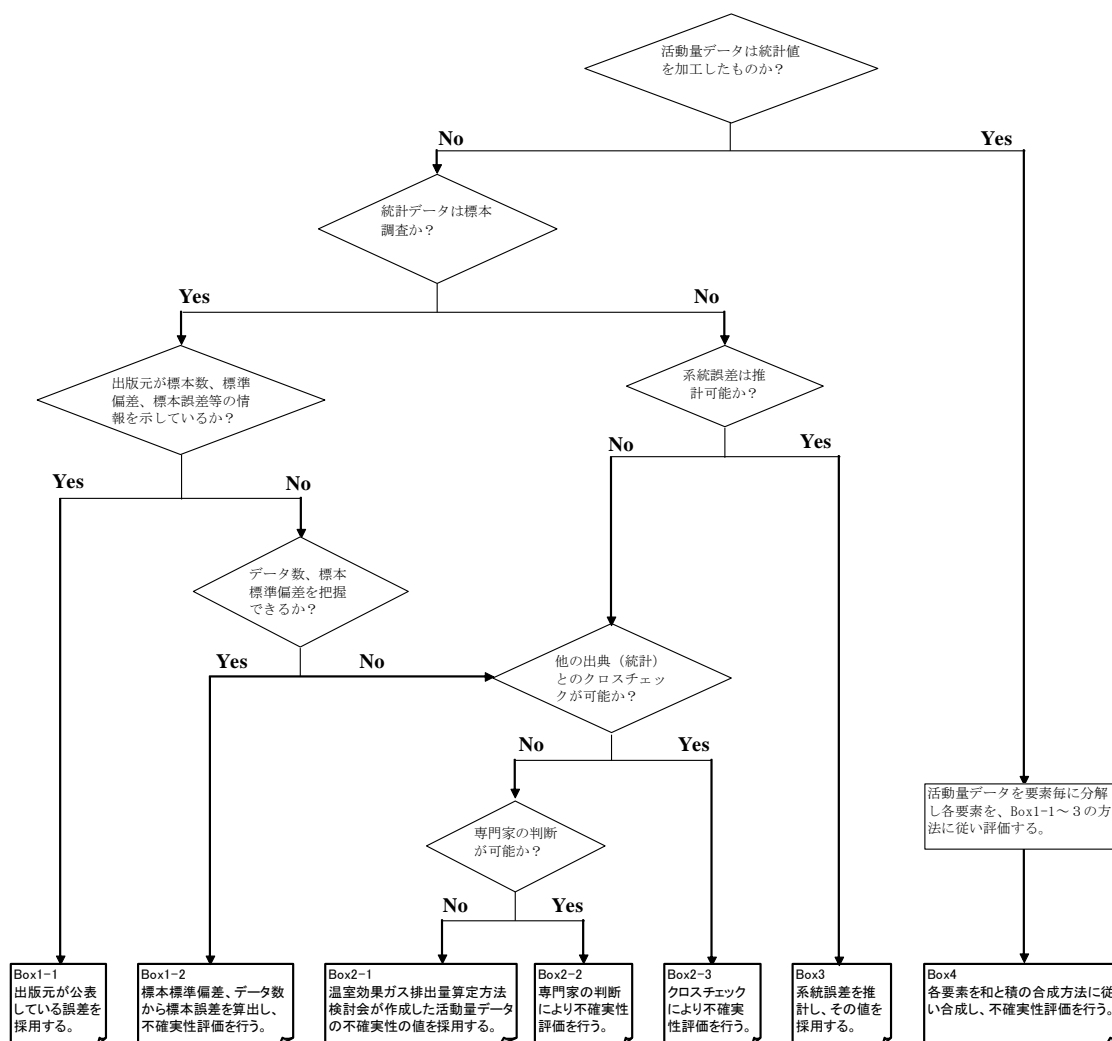 活動量データは統計値
を加工したものか？
No
Yes
統計データは標本
調査か？
Yes
No
出版元が標本数、標準
偏差、標本誤差等の情
報を示しているか？
系統誤差は推
計可能か？
Yes
No
No
Yes
データ数、標本
標準偏差を把握
できるか？
Yes
No
他の出典（統計）
とのクロスチェッ
クが可能か？
No
Yes
活動量データを要素毎に分解
し各要素を、Box1-1～３の方
法に従い評価する。
専門家の判断
が可能か？
No
Yes
Box1-1
出版元が公表
している誤差を
採用する。
Box1-2
標本標準偏差、データ数
から標本誤差を算出し、
不確実性評価を行う。
Box2-1
温室効果ガス排出量算定方法
検討会が作成した活動量データ
の不確実性の値を採用する。
Box2-2
専門家の判断
により不確実性
評価を行う。
Box2-3
クロスチェック
により不確実
性評価を行う。
Box3
系統誤差を推
計し、その値を
採用する。
Box4
各要素を和と積の合成方法に従
い合成し、不確実性評価を行う。